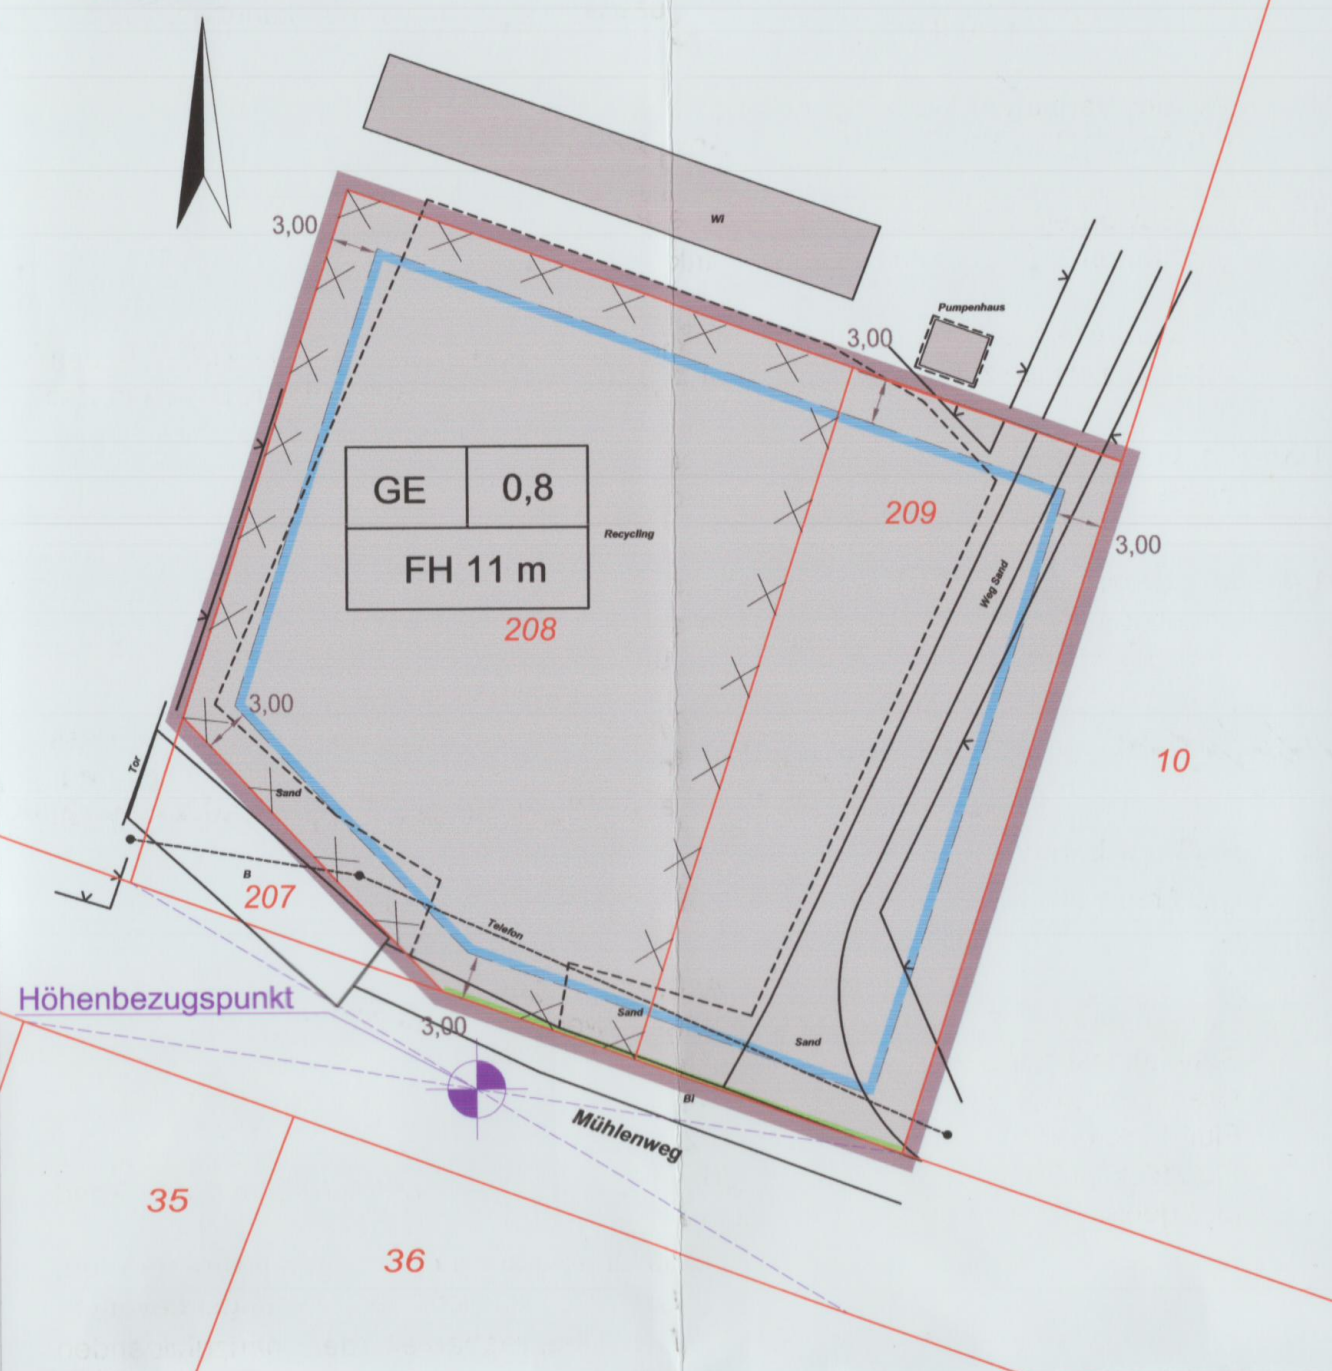 Wi
3,00
Pumpenhaus
3,00
GE
0,8
209
Recycling
3,00
FH 11 m
Weg Sand
208
3,00
10
Tor
Sand
B
207
Telefon
Höhenbezugspunkt
Sand
3,00
Sand
Bl
Mühlenweg
35
36